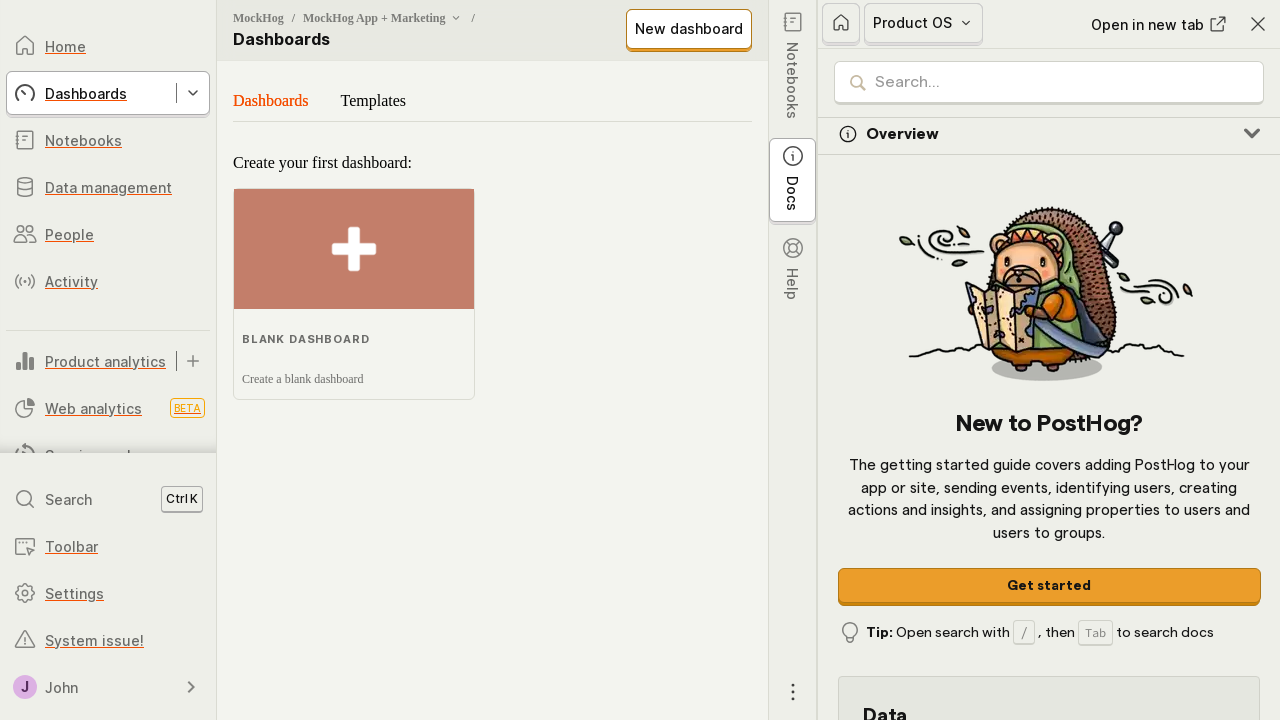 Home
Dashboards
Notebooks
Data management
People
Activity
Product analytics
Web analytics
BETA
Search
Ctrl K
Toolbar
Settings
System issue!
J
John
MockHog / MockHog App + Marketing /
Dashboards
New dashboard
Dashboards
Templates
Create your first dashboard:
BLANK DASHBOARD
Create a blank dashboard
Notebooks
Docs
Help
Product OS
Open in new tab
Search...
Overview
New to PostHog?
The getting started guide covers adding PostHog to your
app or site, sending events, identifying users, creating
actions and insights, and assigning properties to users and
users to groups.
Get started
Tip: Open search with / , then Tab to search docs
Data